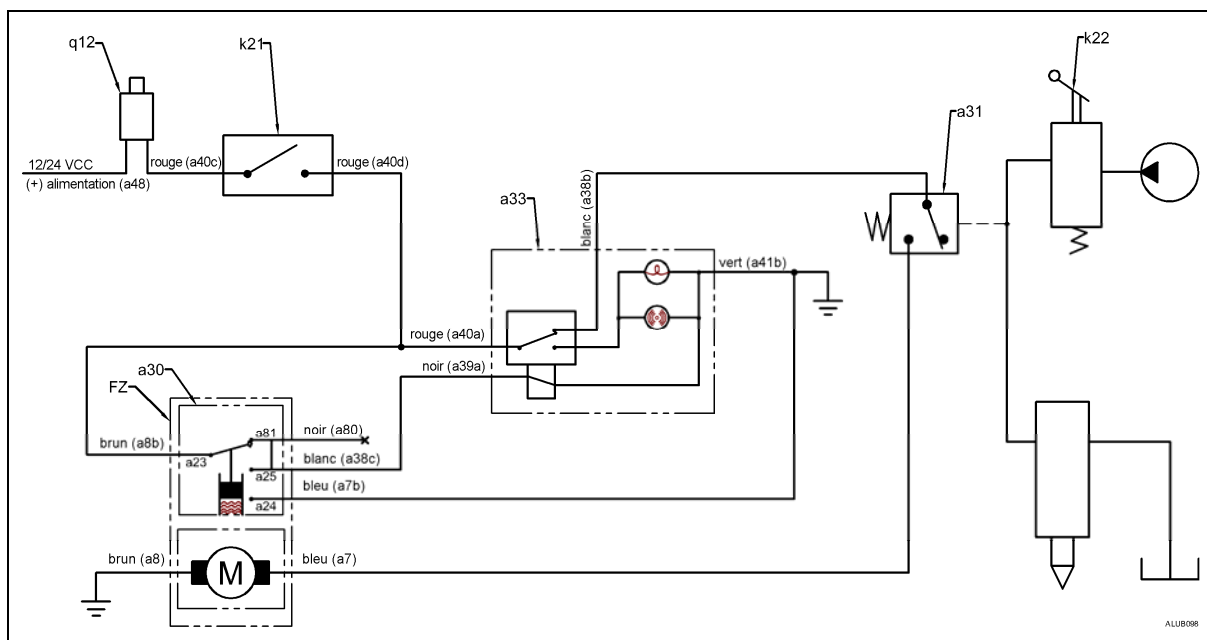 q12
k21
k22
a31
12/24 VCC
(+) alimentation (a48)
rouge (a40c)
rouge (a40d)
a33
blanc (a38b)
vert (a41b)
rouge (a40a)
noir (a39a)
a30
FZ
brun (a8b)
a23
a81
noir (a80)
a25
blanc (a38c)
a24
bleu (a7b)
brun (a8)
M
bleu (a7)
ALUB098